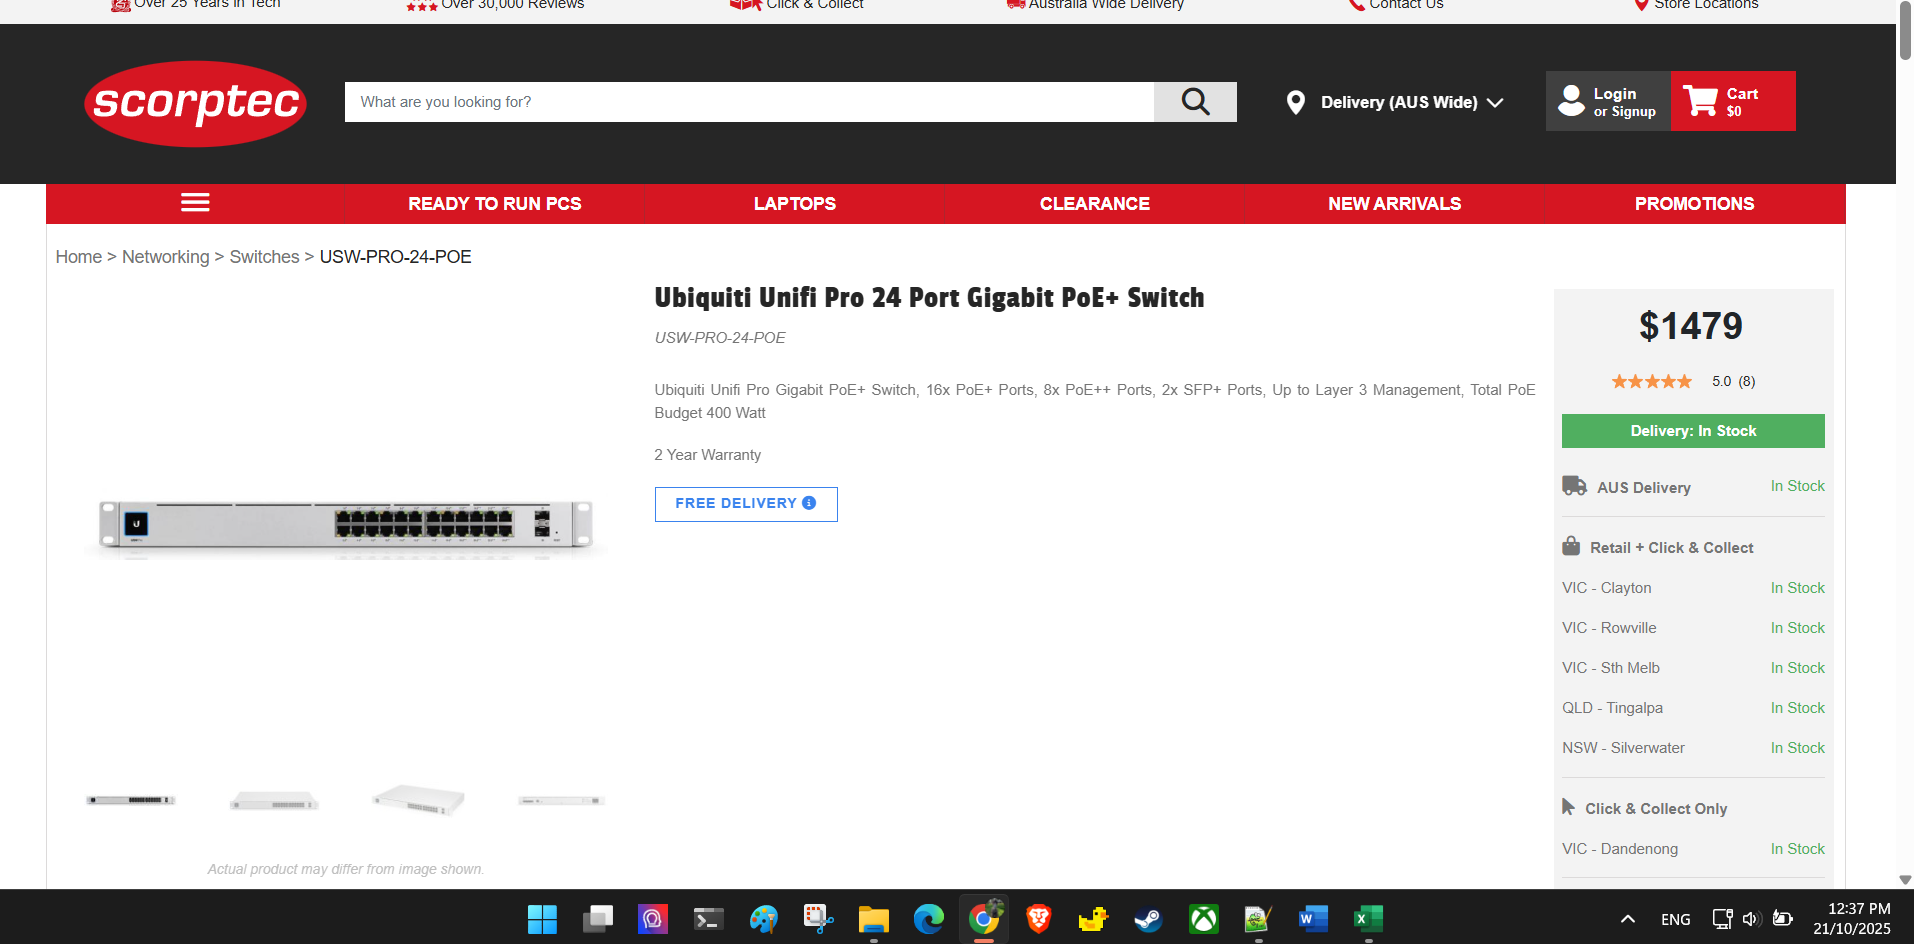 Over 25 Years in Tech
Over 30,000 Reviews
Click & Collect
Australia Wide Delivery
Contact Us
Store Locations
scorptec
What are you looking for?
Delivery (AUS Wide)
Login
or Signup
Cart
$0
READY TO RUN PCS
LAPTOPS
CLEARANCE
NEW ARRIVALS
PROMOTIONS
Home > Networking > Switches > USW-PRO-24-POE
Ubiquiti Unifi Pro 24 Port Gigabit PoE+ Switch
USW-PRO-24-POE
Ubiquiti Unifi Pro Gigabit PoE+ Switch, 16x PoE+ Ports, 8x PoE++ Ports, 2x SFP+ Ports, Up to Layer 3 Management, Total PoE
Budget 400 Watt
2 Year Warranty
FREE DELIVERY
Actual product may differ from image shown.
$1479
5.0 (8)
Delivery: In Stock
AUS Delivery In Stock
Retail + Click & Collect
VIC - Clayton In Stock
VIC - Rowville In Stock
VIC - Sth Melb In Stock
QLD - Tingalpa In Stock
NSW - Silverwater In Stock
Click & Collect Only
VIC - Dandenong In Stock
ENG
12:37 PM
21/10/2025